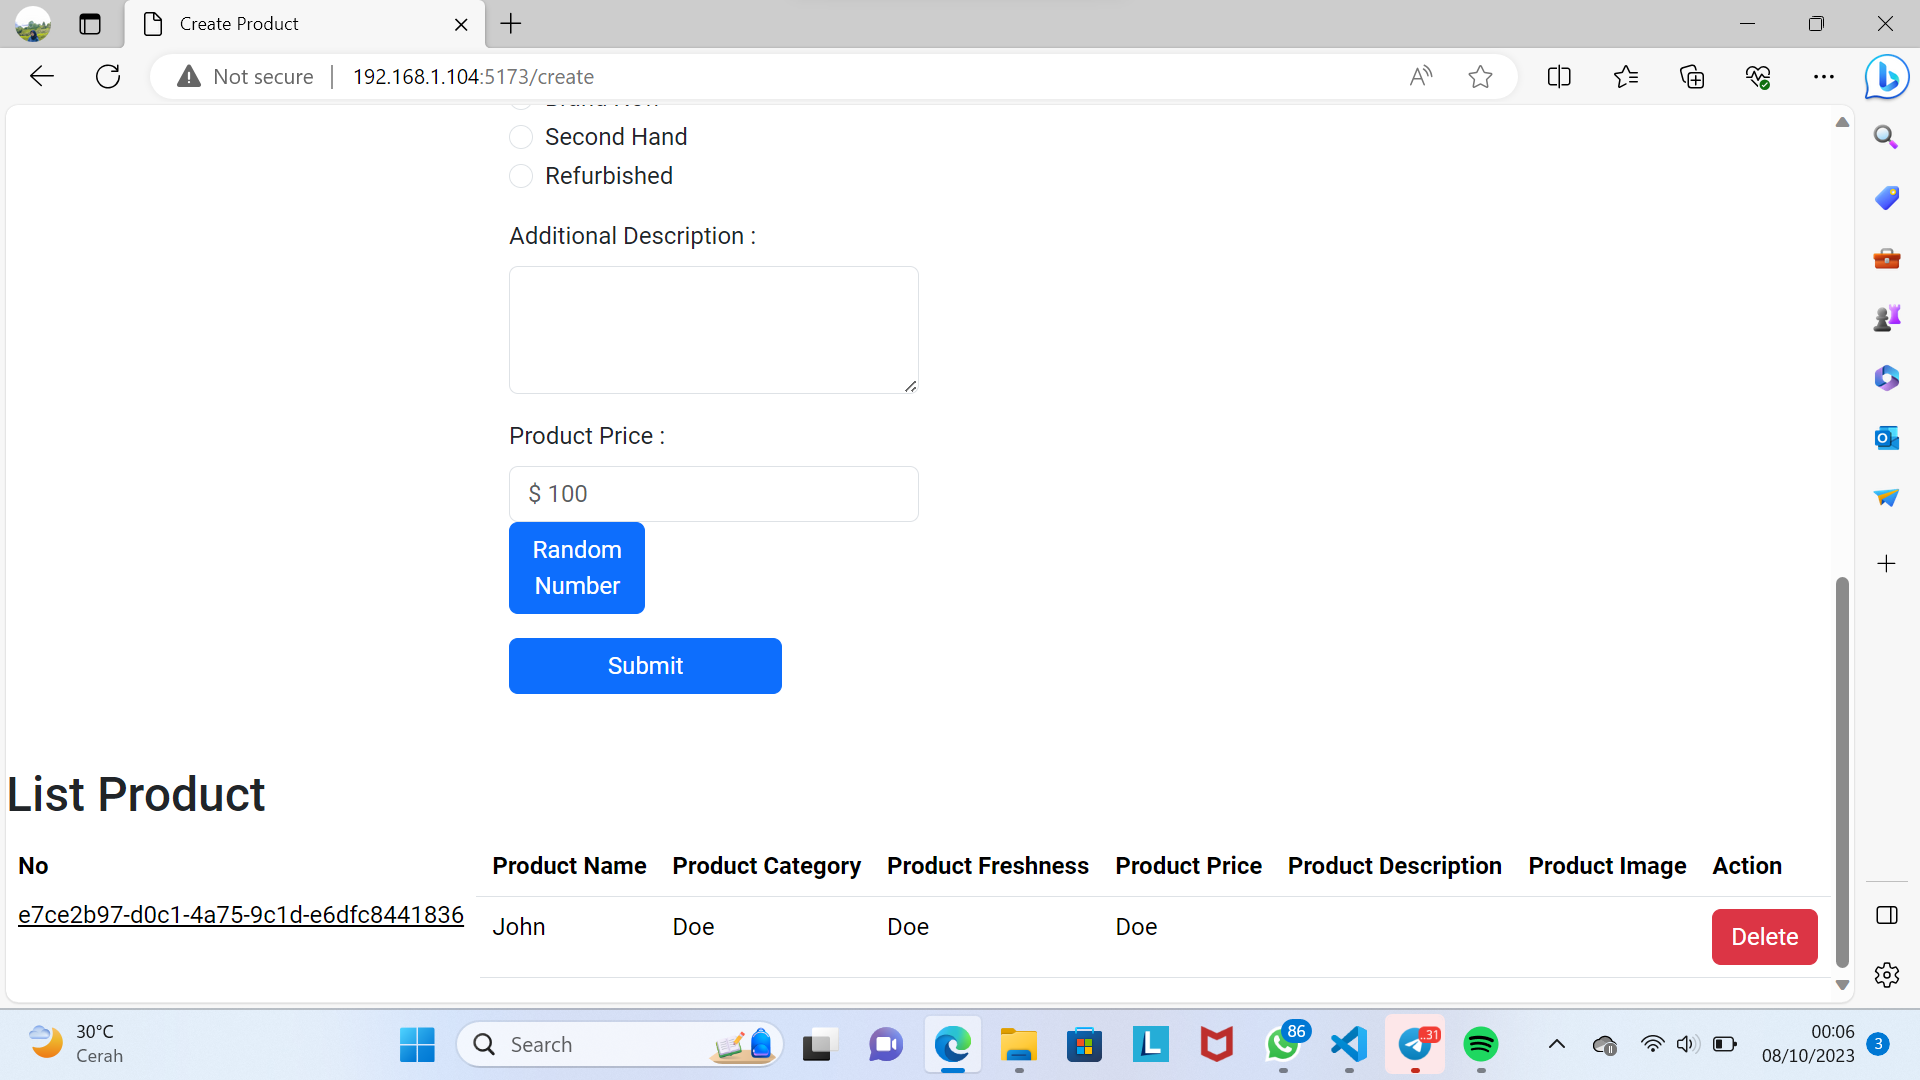 Create Product
Not secure
192.168.1.104:5173/create
Second Hand
Refurbished
Additional Description :
Product Price :
$ 100
Random
Number
Submit
List Product
No Product Name Product Category Product Freshness Product Price Product Description Product Image Action
e7ce2b97-d0c1-4a75-9c1d-e6dfc8441836 John Doe Doe Doe Delete
30°C
Cerah
Search
86
..31
00:06
08/10/2023
3